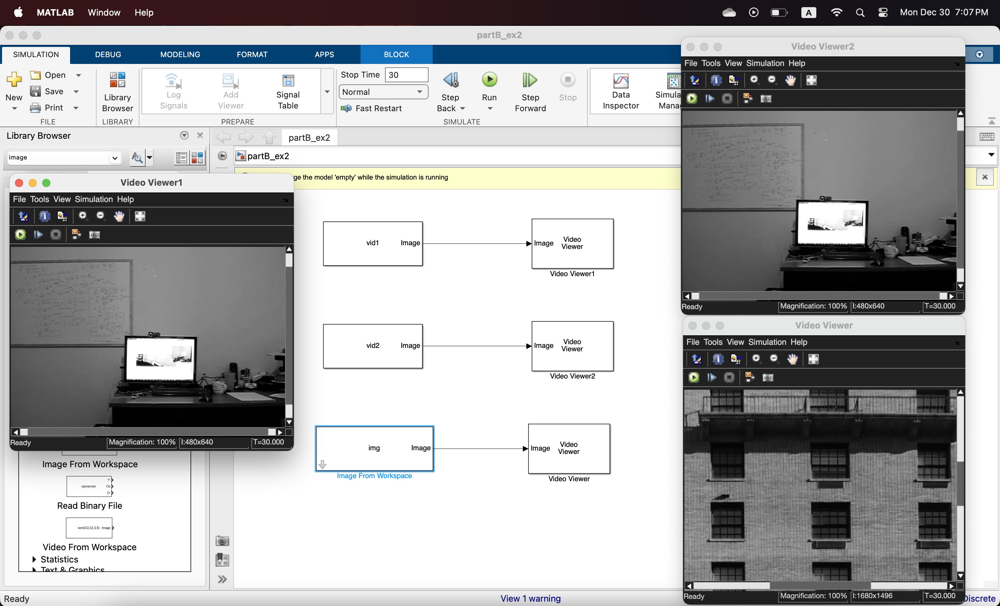 MATLAB Window Help
A
Mon Dec 30 7:07 PM
partB_ex2
SIMULATION DEBUG MODELING FORMAT APPS BLOCK
New
Open
Save
Print
FILE
Library
Browser
LIBRARY
Log
Signals
Add
Viewer
Signal
Table
PREPARE
Stop Time 30
Normal
Fast Restart
Step
Back
Run
Step
Forward
Stop
SIMULATE
Data
Inspector
Simula
Mana
Library Browser
image
partB_ex2
partB_ex2
ge the model 'empty' while the simulation is running
Video Viewer1
File Tools View Simulation Help
Ready
Magnification: 100%
I:480x640
T=30.000
Image From Workspace
vipmen.bin
Y'
Cb
Cr
Read Binary File
rand(32,32,3,5) Image
Video From Workspace
Statistics
Text & Graphics
vid1 Image
Image Video
Viewer
Video Viewer1
vid2 Image
Image Video
Viewer
Video Viewer2
img Image
Image From Workspace
Image Video
Viewer
Video Viewer
Video Viewer2
File Tools View Simulation Help
Ready
Magnification: 100%
I:480x640
T=30.000
Video Viewer
File Tools View Simulation Help
Ready
Magnification: 100%
I:1680x1496
T=30.000
Ready
View 1 warning
Discrete